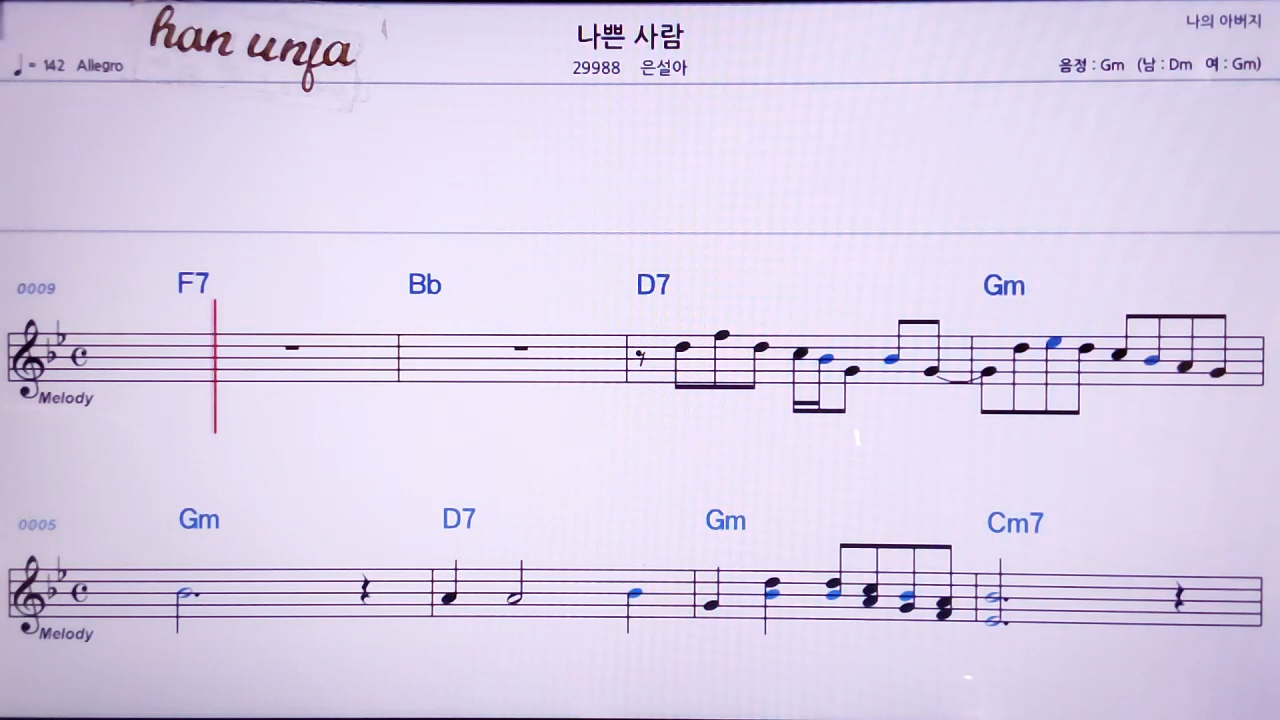 han unja
나쁜 사람
나의 아버지
♩= 142 Allegro
29988 은설아
음정 : Gm (남 : Dm 여 : Gm)
0009 F7 Bb D7 Gm
Melody
0005 Gm D7 Gm Cm7
Melody